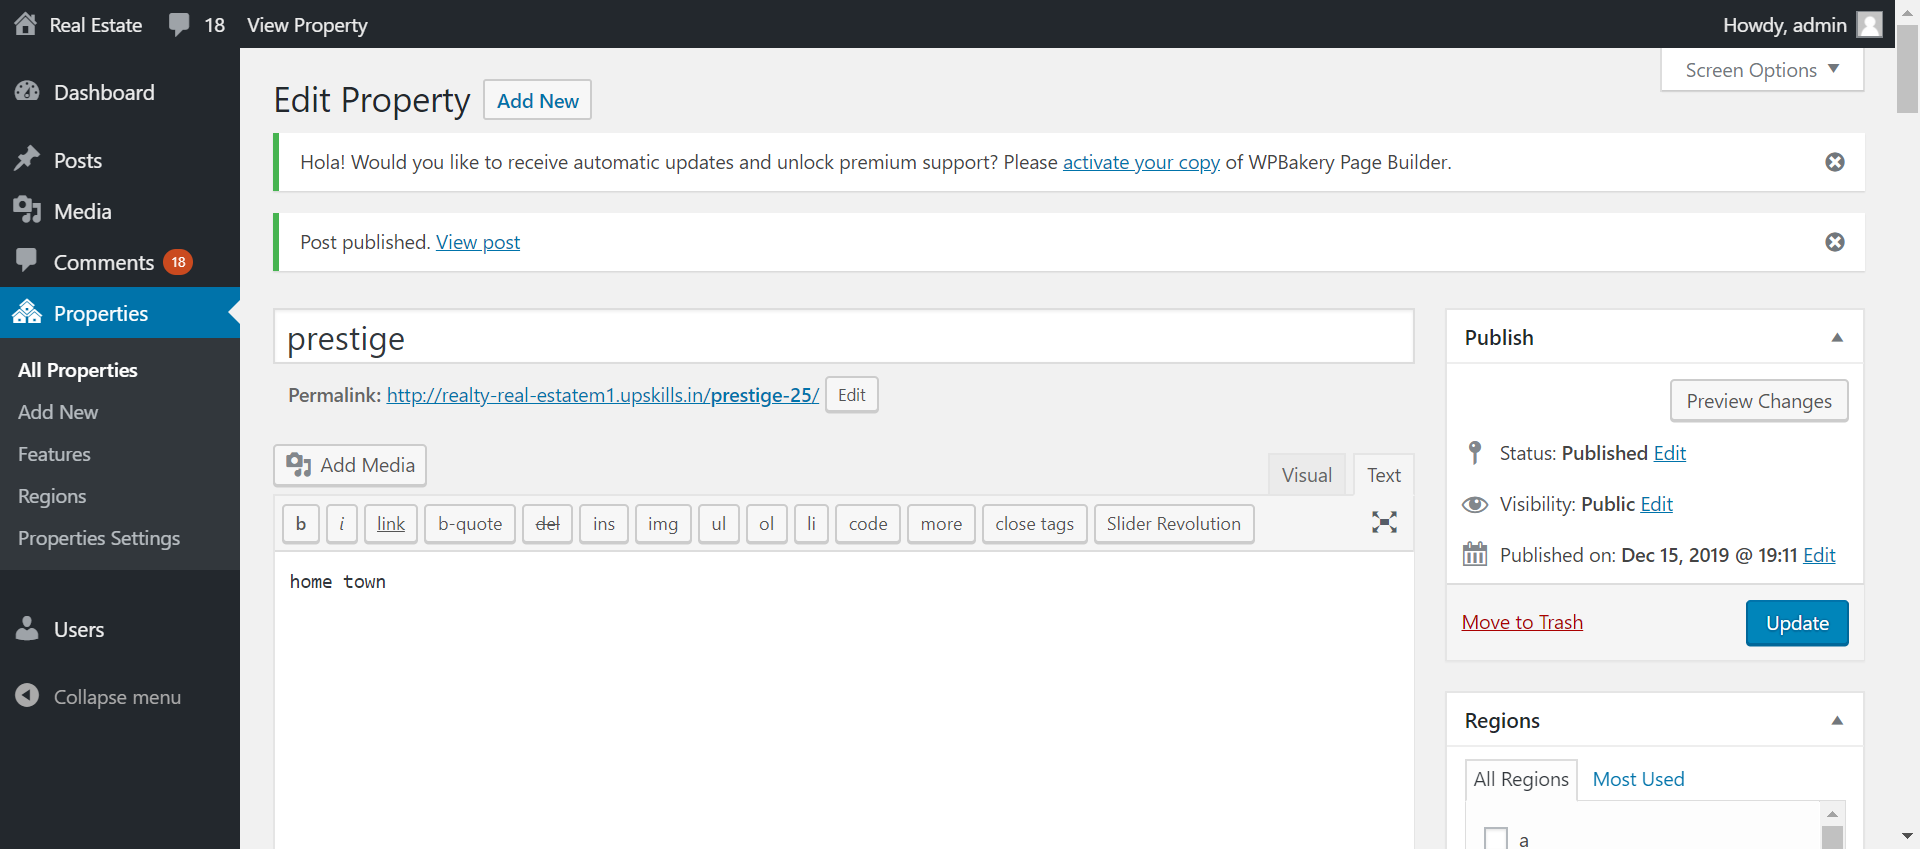 Real Estate 18 View Property Howdy, admin
Screen Options
Dashboard
Posts
Media
Comments 18
Properties
All Properties
Add New
Features
Regions
Properties Settings
Users
Collapse menu
Edit Property Add New
Hola! Would you like to receive automatic updates and unlock premium support? Please activate your copy of WPBakery Page Builder.
Post published. View post
prestige
Permalink: http://realty-real-estatem1.upskills.in/prestige-25/ Edit
Add Media
Visual Text
b i link b-quote del ins img ul ol li code more close tags Slider Revolution
home town
Publish
Preview Changes
Status: Published Edit
Visibility: Public Edit
Published on: Dec 15, 2019 @ 19:11 Edit
Move to Trash Update
Regions
All Regions Most Used
a